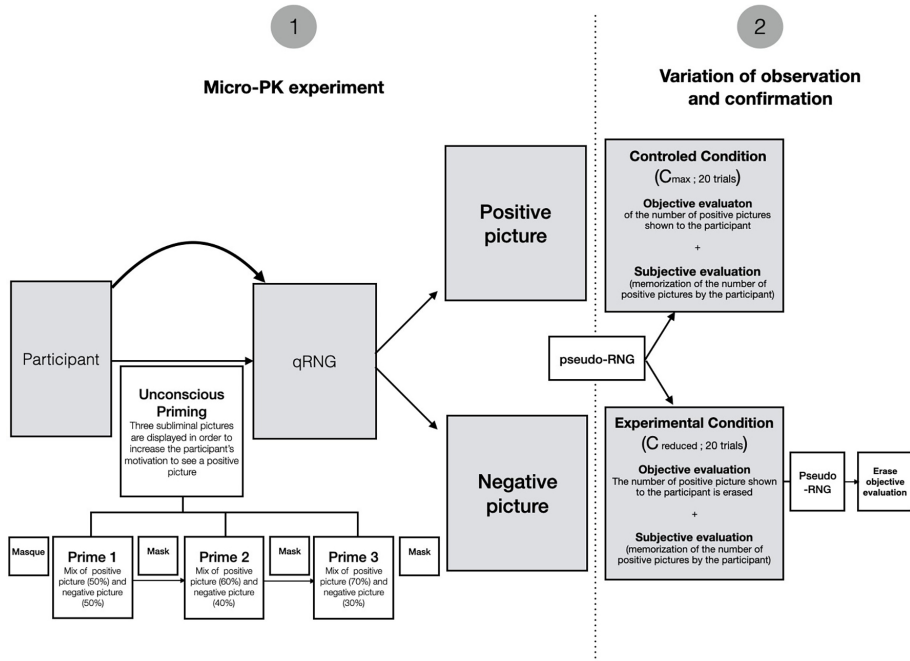 1
Micro-PK experiment
Participant
qRNG
Positive
picture
Negative
picture
Unconscious
Priming
Three subliminal pictures
are displayed in order to
increase the participant's
motivation to see a positive
picture
Masque
Prime 1
Mix of positive
picture (50%) and
negative picture
(50%)
Mask
Prime 2
Mix of positive
picture (60%) and
negative picture
(40%)
Mask
Prime 3
Mix of positive
picture (70%) and
negative picture
(30%)
Mask
2
Variation of observation
and confirmation
Controled Condition
(Cmax ; 20 trials)
Objective evaluaton
of the number of positive pictures
shown to the participant
+
Subjective evaluation
(memorization of the number of
positive pictures by the participant)
pseudo-RNG
Experimental Condition
(C reduced ; 20 trials)
Objective evaluation
The number of positive picture shown
to the participant is erased
+
Subjective evaluation
(memorization of the number of
positive pictures by the participant)
Pseudo
-RNG
Erase
objective
evaluation